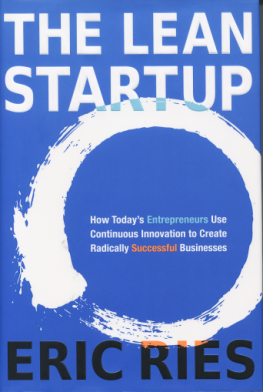 THE LEAN
STARTUP
How Today's Entrepreneurs Use
Continuous Innovation to Create
Radically Successful Businesses
ERIC RIES